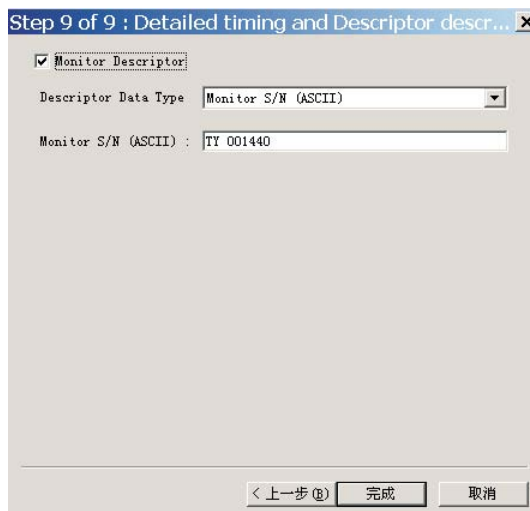 Step 9 of 9 : Detailed timing and Descriptor descr...
Monitor Descriptor
Descriptor Data Type Monitor S/N (ASCII)
Monitor S/N (ASCII) : TY 001440
< 上一步(B) 完成 取消